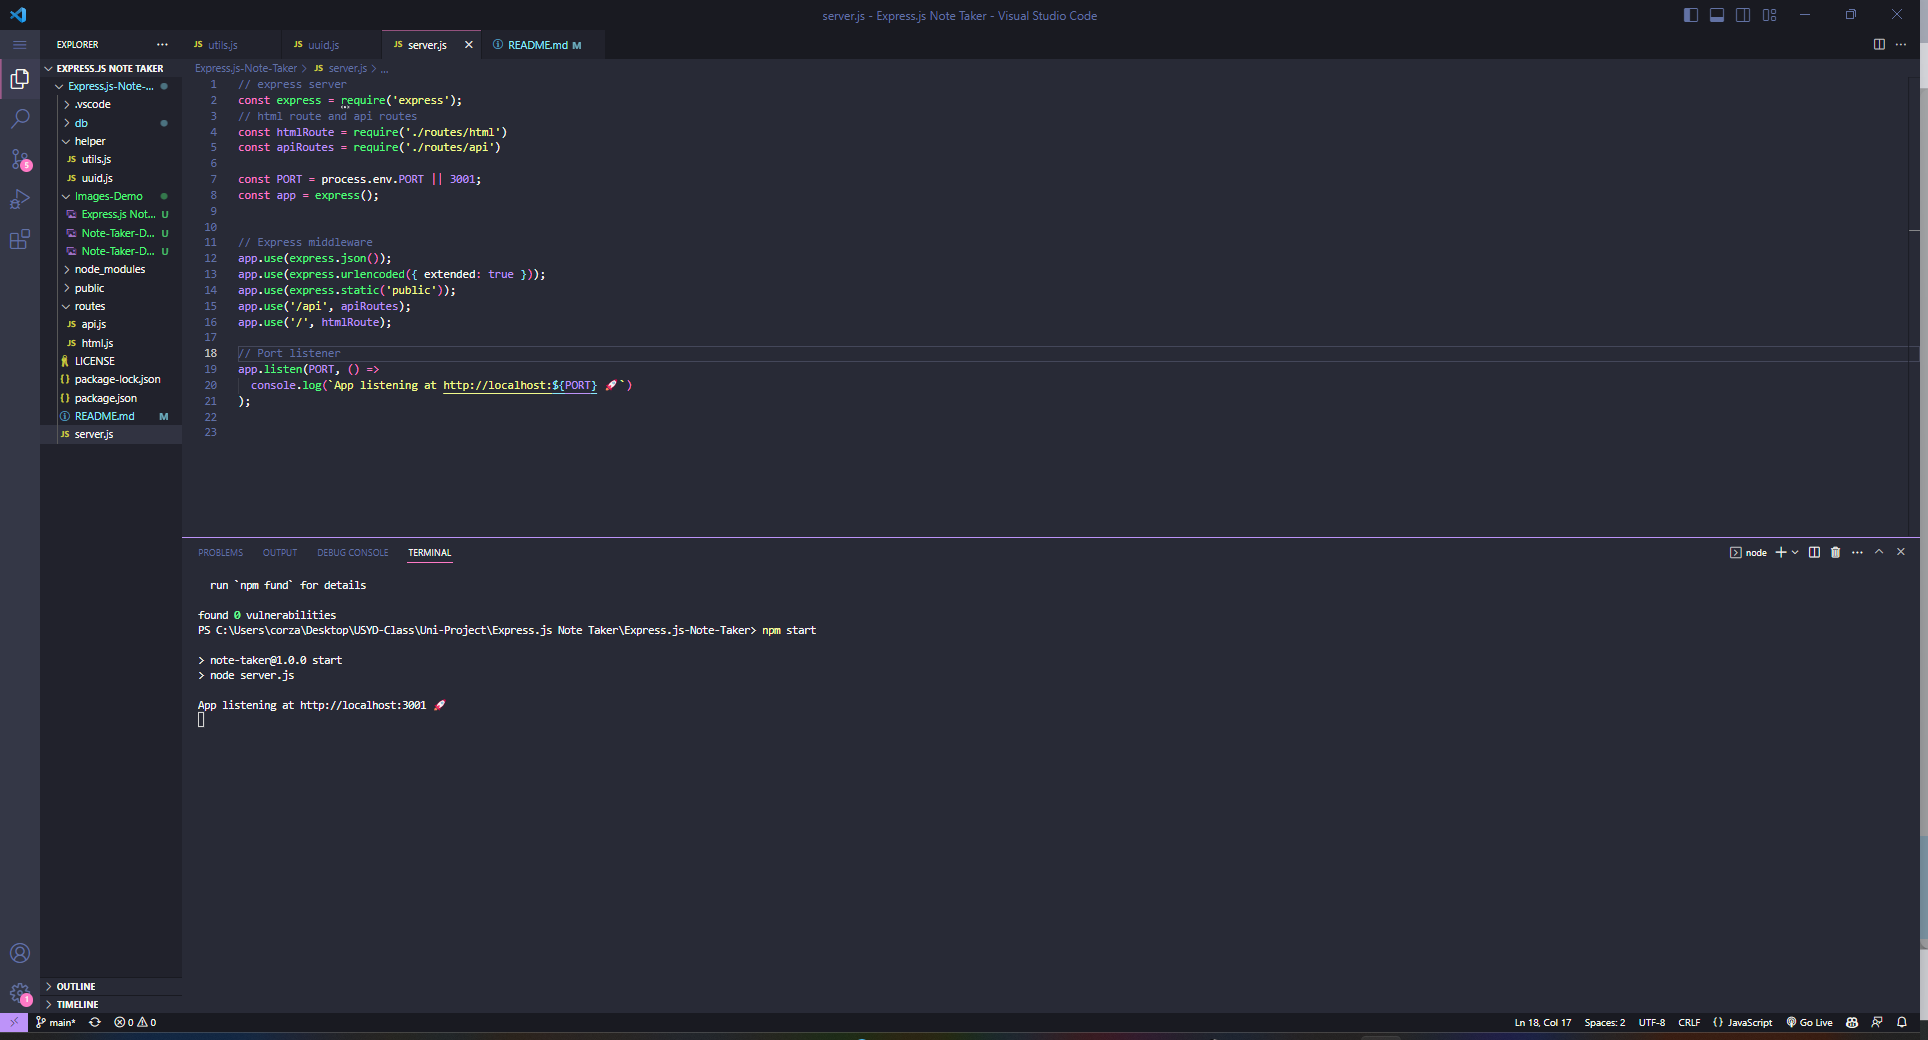 server.js - Express.js Note Taker - Visual Studio Code
EXPLORER
JS utils.js
JS uuid.js
JS server.js
README.md M
EXPRESS.JS NOTE TAKER
Express.js-Note-...
.vscode
db
helper
JS utils.js
JS uuid.js
Images-Demo
Express.js Not... U
Note-Taker-D... U
Note-Taker-D... U
node_modules
public
routes
JS api.js
JS html.js
LICENSE
{} package-lock.json
{} package.json
README.md M
JS server.js
OUTLINE
TIMELINE
5
1
Express.js-Note-Taker > JS server.js > ...
1 // express server
2 const express = require('express');
3 // html route and api routes
4 const htmlRoute = require('./routes/html')
5 const apiRoutes = require('./routes/api')
6
7 const PORT = process.env.PORT || 3001;
8 const app = express();
9
10
11 // Express middleware
12 app.use(express.json());
13 app.use(express.urlencoded({ extended: true }));
14 app.use(express.static('public'));
15 app.use('/api', apiRoutes);
16 app.use('/', htmlRoute);
17
18 // Port listener
19 app.listen(PORT, () =>
20 console.log(`App listening at http://localhost:${PORT} 🚀`)
21 );
22
23
PROBLEMS OUTPUT DEBUG CONSOLE TERMINAL
node
run `npm fund` for details
found 0 vulnerabilities
PS C:\Users\corza\Desktop\USYD-Class\Uni-Project\Express.js Note Taker\Express.js-Note-Taker> npm start
> note-taker@1.0.0 start
> node server.js
App listening at http://localhost:3001 🚀
main* 0 0
Ln 18, Col 17 Spaces: 2 UTF-8 CRLF {} JavaScript Go Live